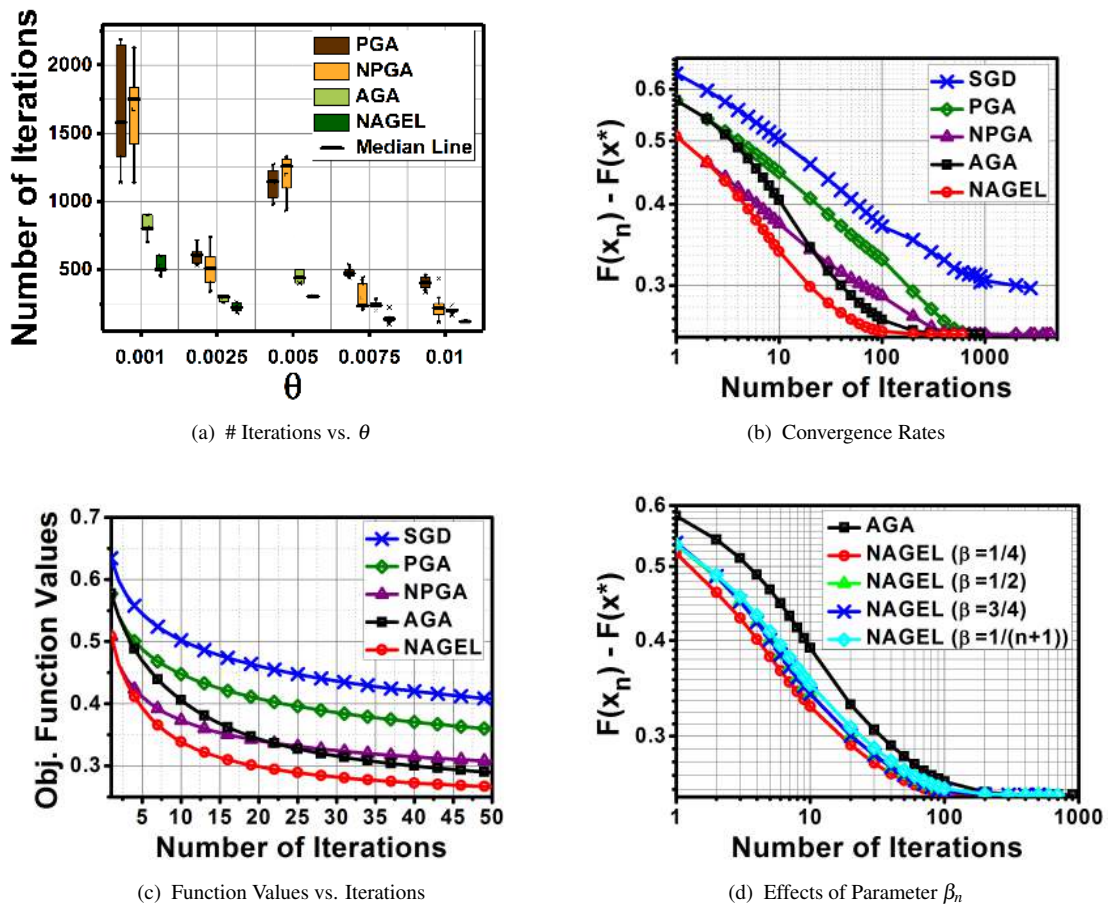 Number of Iterations
2000
1500
1000
500
PGA
NPGA
AGA
NAGEL
Median Line
0.001 0.0025 0.005 0.0075 0.01
θ
(a) # Iterations vs. θ
F(x_n) - F(x*)
0.6
0.5
0.4
0.3
SGD
PGA
NPGA
AGA
NAGEL
1 10 100 1000
Number of Iterations
(b) Convergence Rates
Obj. Function Values
0.7
0.6
0.5
0.4
0.3
SGD
PGA
NPGA
AGA
NAGEL
5 10 15 20 25 30 35 40 45 50
Number of Iterations
(c) Function Values vs. Iterations
F(x_n) - F(x*)
0.6
0.5
0.4
0.3
AGA
NAGEL (β=1/4)
NAGEL (β=1/2)
NAGEL (β=3/4)
NAGEL (β=1/(n+1))
1 10 100 1000
Number of Iterations
(d) Effects of Parameter β_n